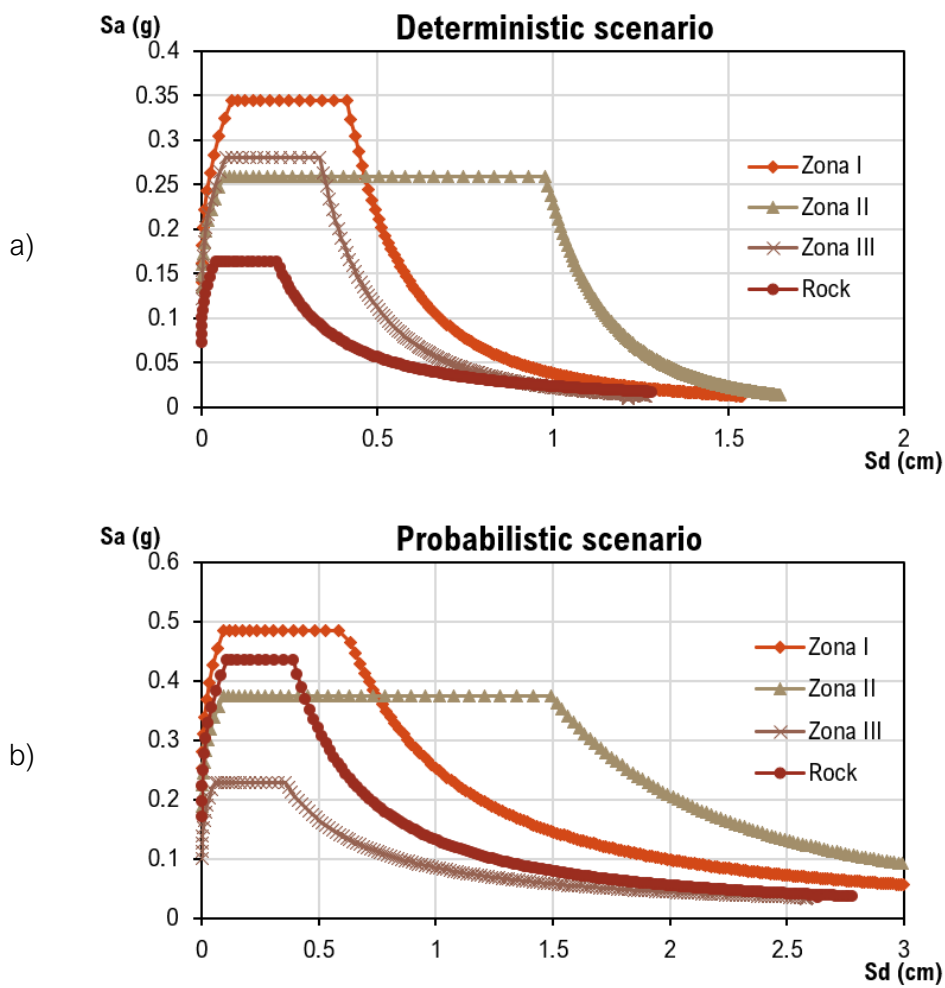 Sa (g)
Deterministic scenario
0.4
0.35
0.3
0.25
0.2
0.15
0.1
0.05
0
a)
Zona I
Zona II
Zona III
Rock
0 0.5 1 1.5 2
Sd (cm)
Sa (g)
Probabilistic scenario
0.6
0.5
0.4
0.3
0.2
0.1
0
b)
Zona I
Zona II
Zona III
Rock
0 0.5 1 1.5 2 2.5 3
Sd (cm)